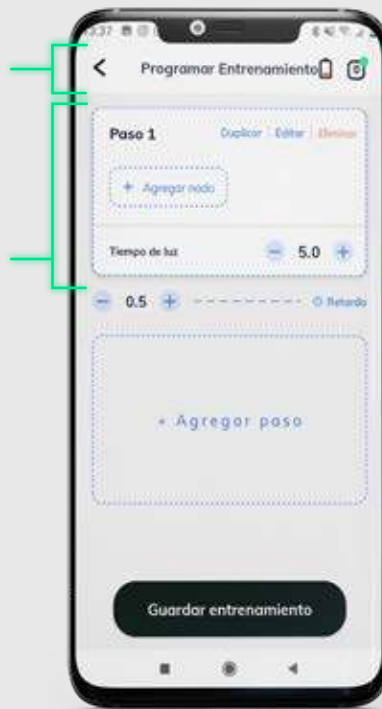 Programar Entrenamiento
Paso 1 Duplicar Editar Eliminar
+ Agregar nodo
Tiempo de luz − 5.0 +
− 0.5 + Retardo
+ Agregar paso
Guardar entrenamiento